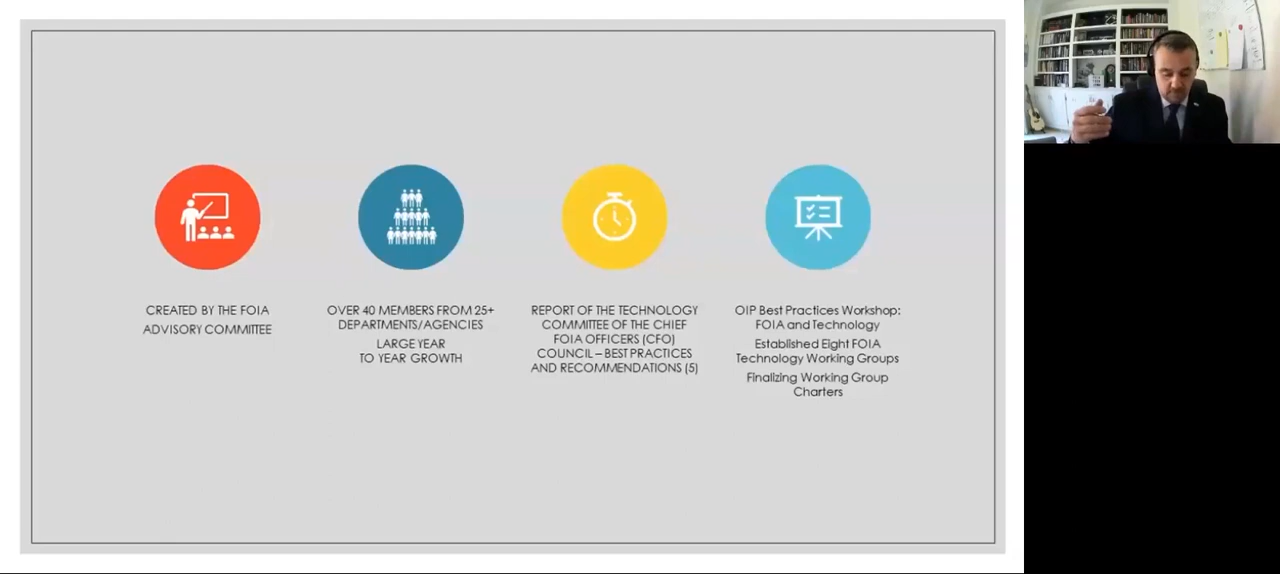 CREATED BY THE FOIA
ADVISORY COMMITTEE
OVER 40 MEMBERS FROM 25+
DEPARTMENTS/AGENCIES
LARGE YEAR
TO YEAR GROWTH
REPORT OF THE TECHNOLOGY
COMMITTEE OF THE CHIEF
FOIA OFFICERS (CFO)
COUNCIL – BEST PRACTICES
AND RECOMMENDATIONS (5)
OIP Best Practices Workshop:
FOIA and Technology
Established Eight FOIA
Technology Working Groups
Finalizing Working Group
Charters